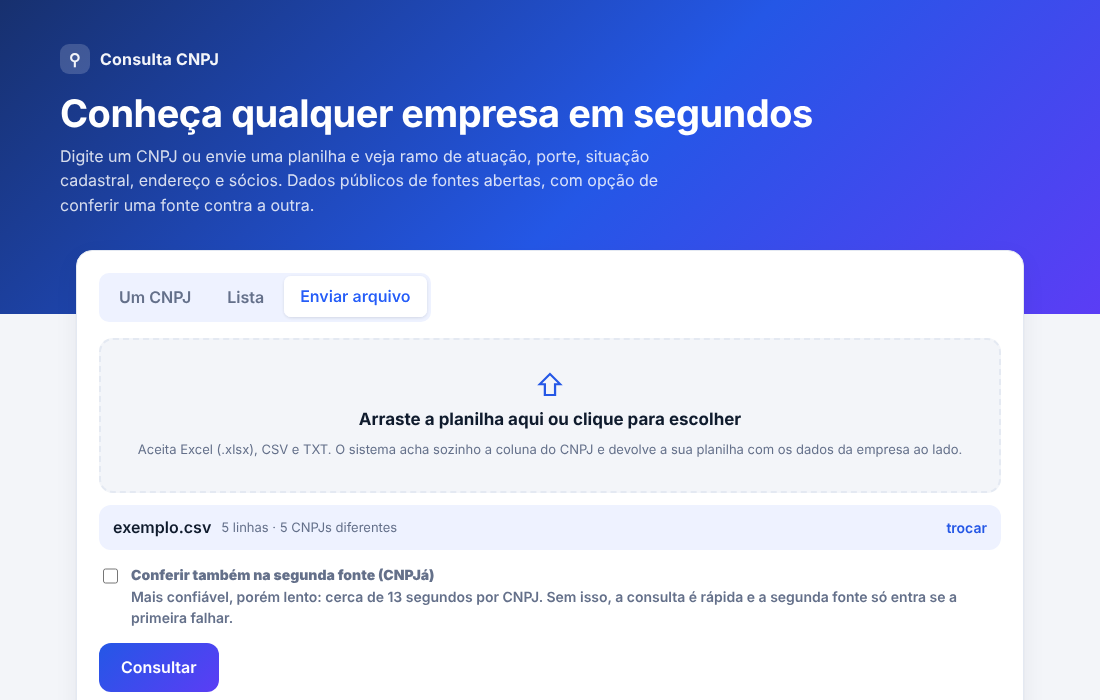 Consulta CNPJ
Conheça qualquer empresa em segundos
Digite um CNPJ ou envie uma planilha e veja ramo de atuação, porte, situação
cadastral, endereço e sócios. Dados públicos de fontes abertas, com opção de
conferir uma fonte contra a outra.
Um CNPJ Lista Enviar arquivo
Arraste a planilha aqui ou clique para escolher
Aceita Excel (.xlsx), CSV e TXT. O sistema acha sozinho a coluna do CNPJ e devolve a sua planilha com os dados da empresa ao lado.
exemplo.csv 5 linhas · 5 CNPJs diferentes trocar
Conferir também na segunda fonte (CNPJá)
Mais confiável, porém lento: cerca de 13 segundos por CNPJ. Sem isso, a consulta é rápida e a segunda fonte só entra se a
primeira falhar.
Consultar